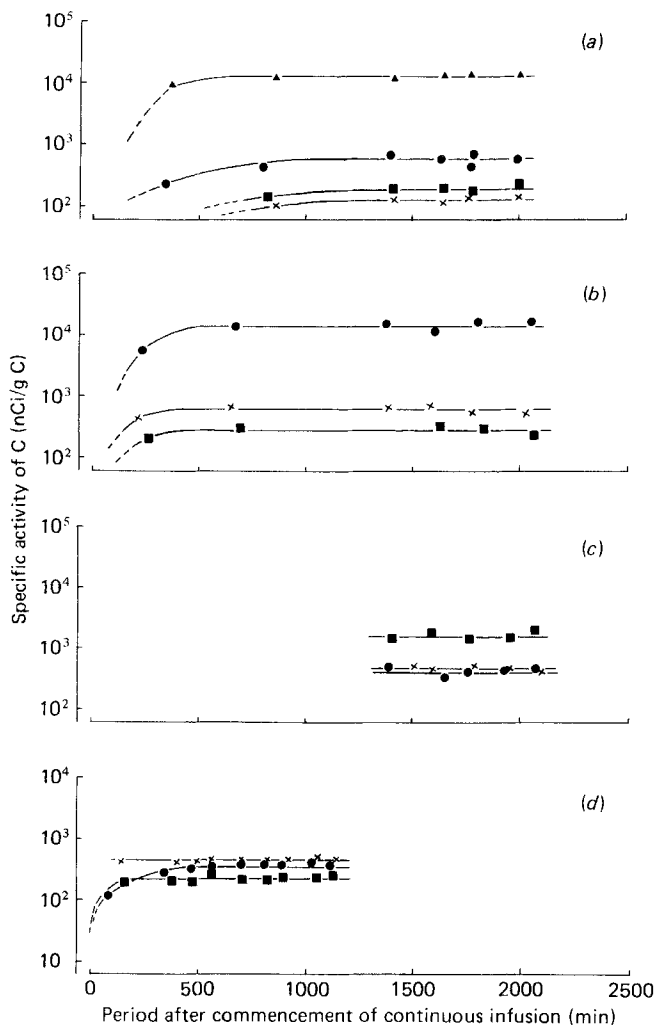 (a)
10⁵
10⁴
10³
10²
(b)
10⁵
10⁴
10³
10²
Specific activity of C (nCi/g C)
(c)
10⁵
10⁴
10³
10²
(d)
10⁴
10³
10²
10
0 500 1000 1500 2000 2500
Period after commencement of continuous infusion (min)